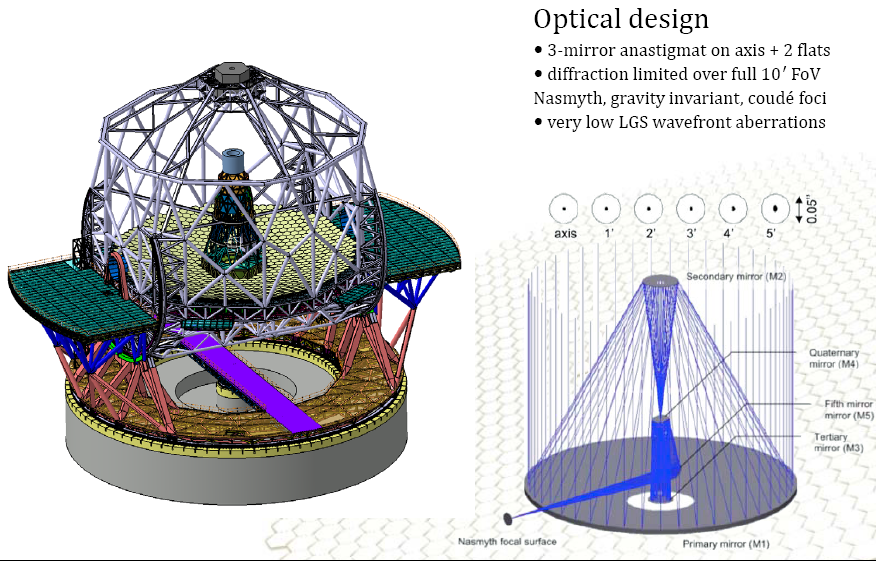 Optical design
• 3-mirror anastigmat on axis + 2 flats
• diffraction limited over full 10′ FoV
Nasmyth, gravity invariant, coudé foci
• very low LGS wavefront aberrations
0.05"
axis 1' 2' 3' 4' 5'
Secondary mirror (M2)
Quaternary
mirror (M4)
Fifth mirror
mirror (M5)
Tertiary
mirror (M3)
Nasmyth focal surface
Primary mirror (M1)